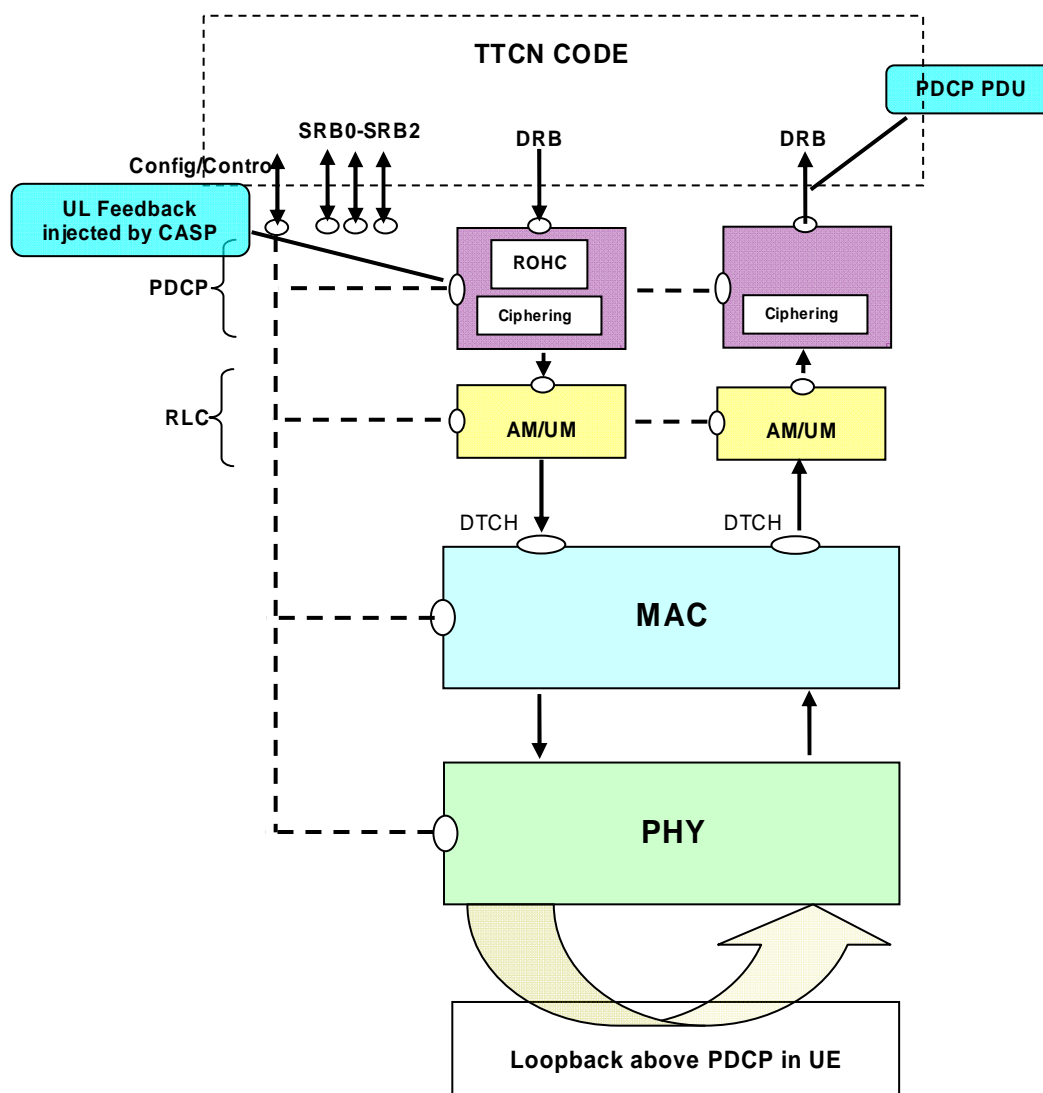 TTCN CODE
PDCP PDU
SRB0-SRB2
DRB
DRB
Config/Contro
UL Feedback
injected by CASP
PDCP
ROHC
Ciphering
Ciphering
RLC
AM/UM
AM/UM
DTCH
DTCH
MAC
PHY
Loopback above PDCP in UE